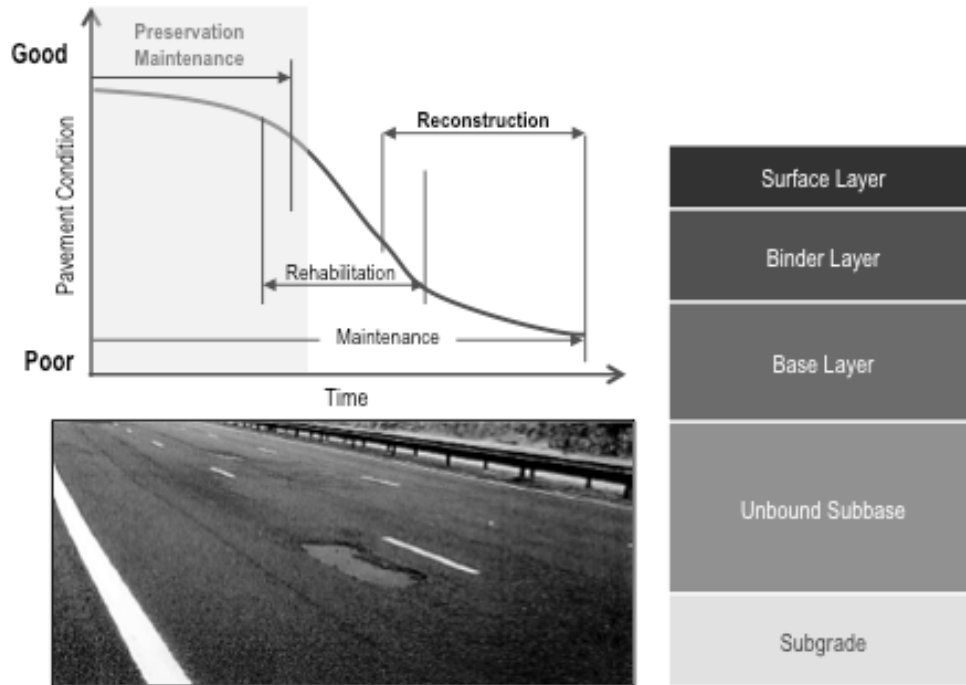 Preservation
Maintenance
Good
Reconstruction
Pavement Condition
Rehabilitation
Maintenance
Poor
Time
Surface Layer
Binder Layer
Base Layer
Unbound Subbase
Subgrade